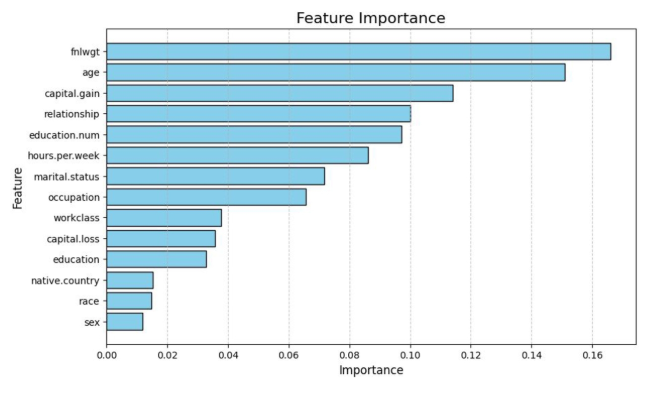 Feature Importance
fnlwgt
age
capital.gain
relationship
education.num
hours.per.week
marital.status
occupation
workclass
capital.loss
education
native.country
race
sex
Feature
0.00 0.02 0.04 0.06 0.08 0.10 0.12 0.14 0.16
Importance